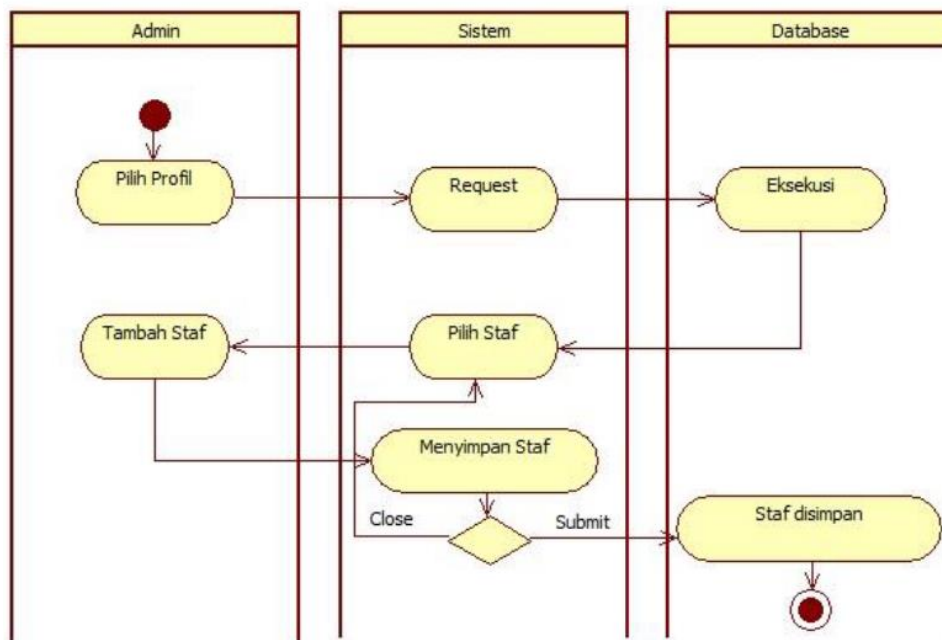 Admin
Sistem
Database
Pilih Profil
Request
Eksekusi
Tambah Staf
Pilih Staf
Menyimpan Staf
Close
Submit
Staf disimpan